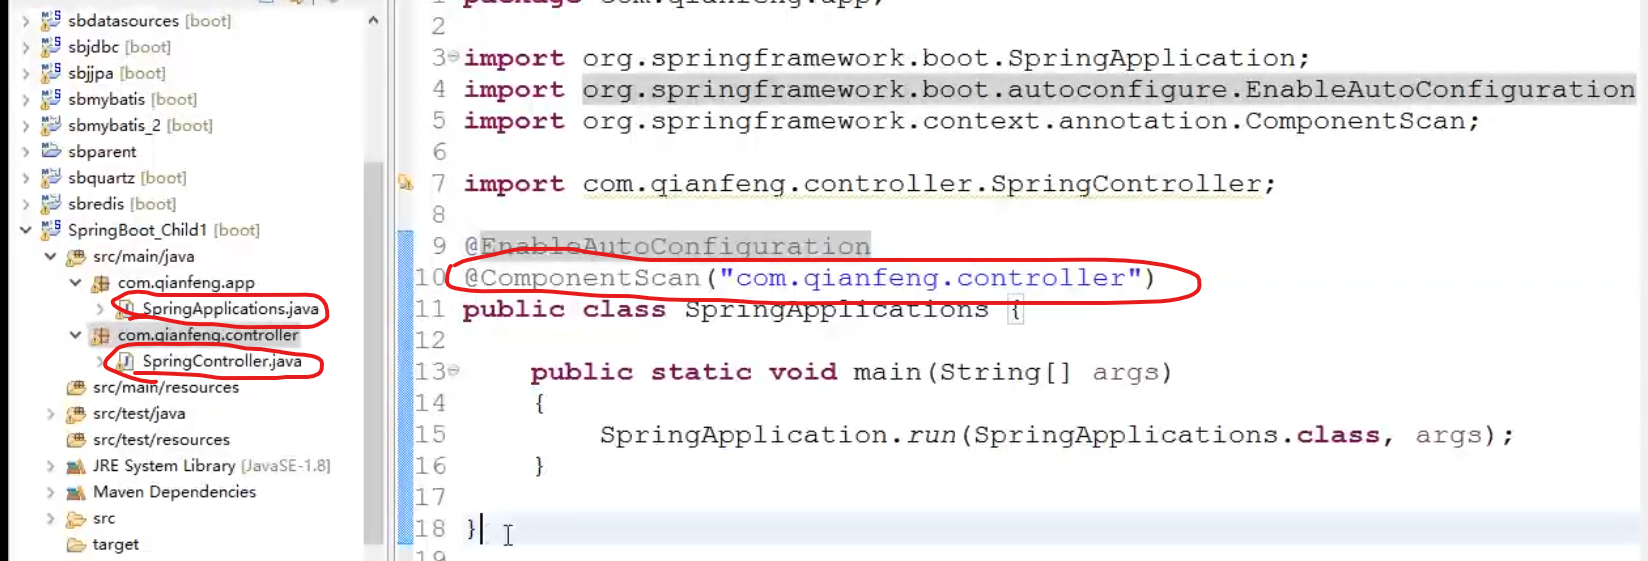 sbdatasources [boot]
sbjdbc [boot]
sbjjpa [boot]
sbmybatis [boot]
sbmybatis_2 [boot]
sbparent
sbquartz [boot]
sbredis [boot]
SpringBoot_Child1 [boot]
src/main/java
com.qianfeng.app
SpringApplications.java
com.qianfeng.controller
SpringController.java
src/main/resources
src/test/java
src/test/resources
JRE System Library [JavaSE-1.8]
Maven Dependencies
src
target
1 package com.qianfeng.app;
2
3 import org.springframework.boot.SpringApplication;
4 import org.springframework.boot.autoconfigure.EnableAutoConfiguration
5 import org.springframework.context.annotation.ComponentScan;
6
7 import com.qianfeng.controller.SpringController;
8
9 @EnableAutoConfiguration
10 @ComponentScan("com.qianfeng.controller")
11 public class SpringApplications {
12
13 public static void main(String[] args)
14 {
15 SpringApplication.run(SpringApplications.class, args);
16 }
17
18 }
19